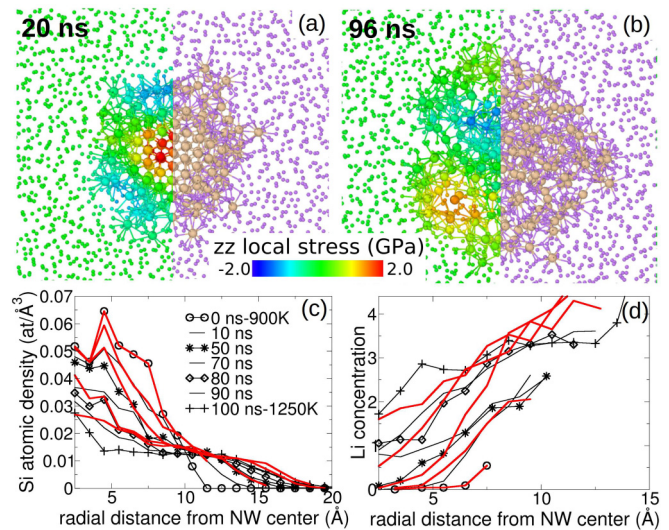 20 ns
(a)
96 ns
(b)
zz local stress (GPa)
-2.0
2.0
(c)
Si atomic density (at/Å³)
0.07
0.06
0.05
0.04
0.03
0.02
0.01
0
0 ns-900K
10 ns
50 ns
70 ns
80 ns
90 ns
100 ns-1250K
5
10
15
20
radial distance from NW center (Å)
(d)
Li concentration
4
3
2
1
0
5
10
15
radial distance from NW center (Å)